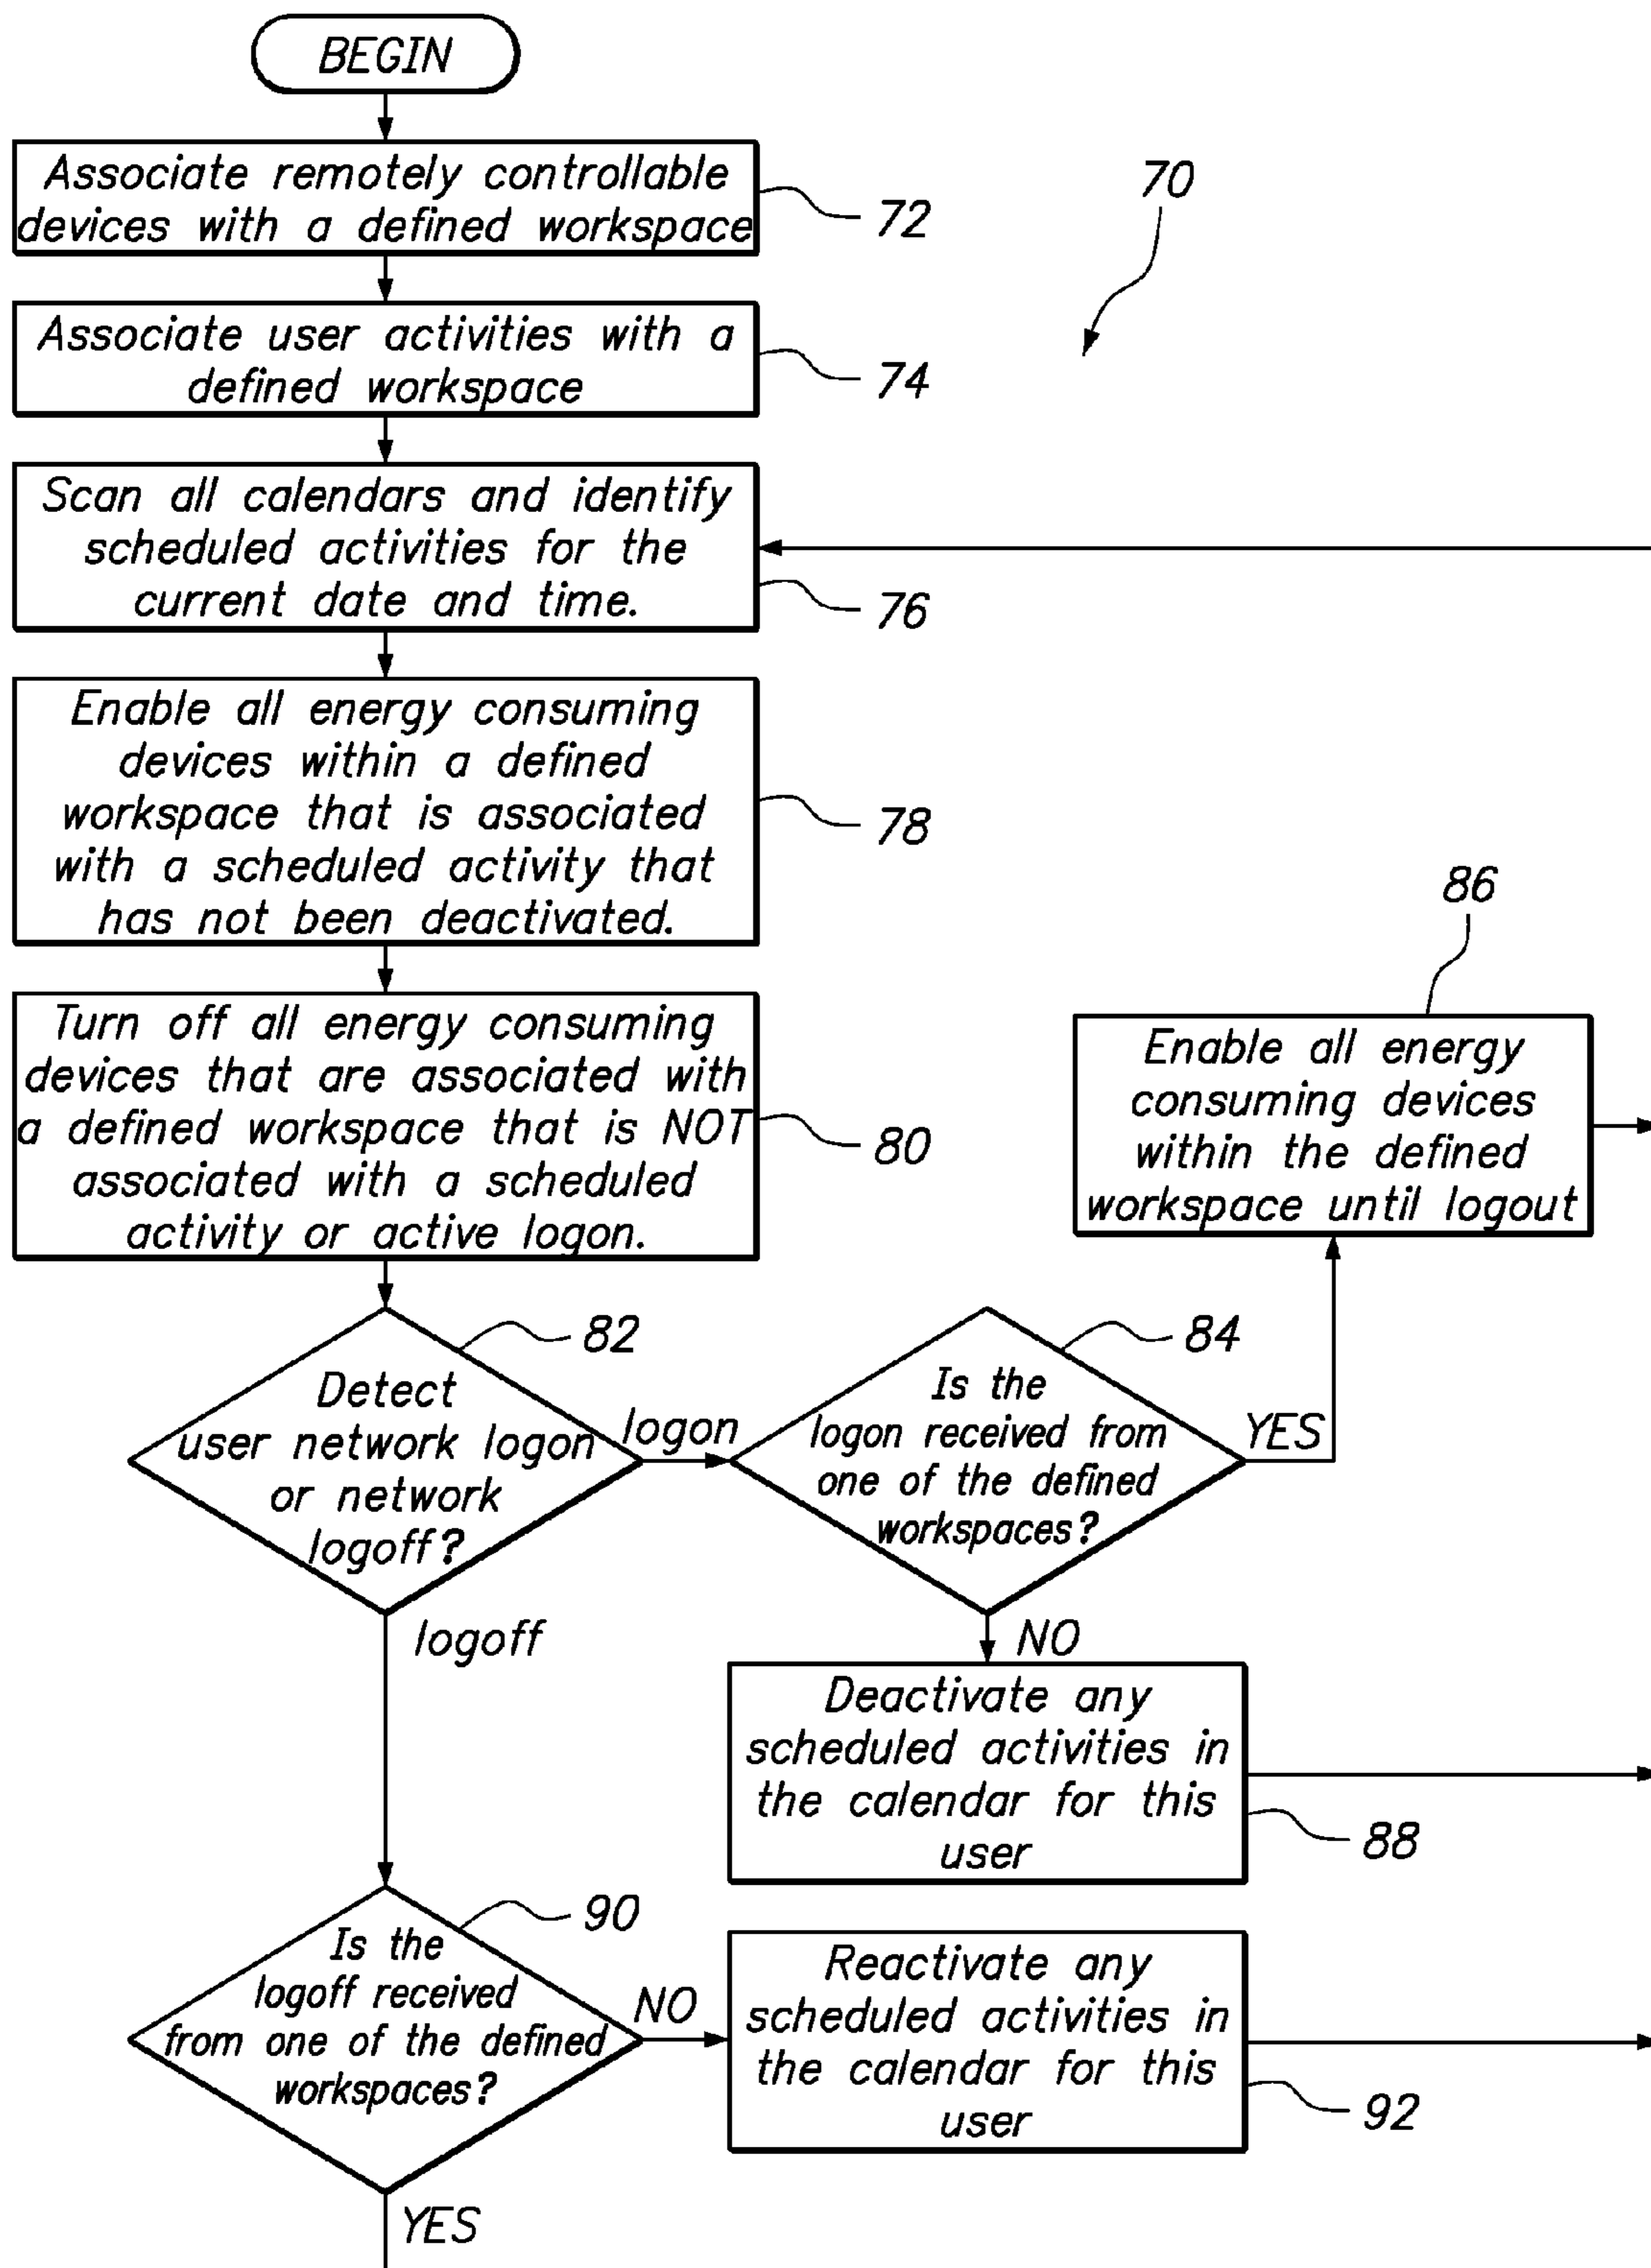 BEGIN
Associate remotely controllable
devices with a defined workspace
72
70
Associate user activities with a
defined workspace
74
Scan all calendars and identify
scheduled activities for the
current date and time.
76
Enable all energy consuming
devices within a defined
workspace that is associated
with a scheduled activity that
has not been deactivated.
78
86
Turn off all energy consuming
devices that are associated with
a defined workspace that is NOT
associated with a scheduled
activity or active logon.
80
Enable all energy
consuming devices
within the defined
workspace until logout
82
Detect
user network logon
or network
logoff?
logon
logoff
84
Is the
logon received from
one of the defined
workspaces?
YES
NO
Deactivate any
scheduled activities in
the calendar for this
user
88
90
Is the
logoff received
from one of the defined
workspaces?
NO
Reactivate any
scheduled activities in
the calendar for this
user
92
YES